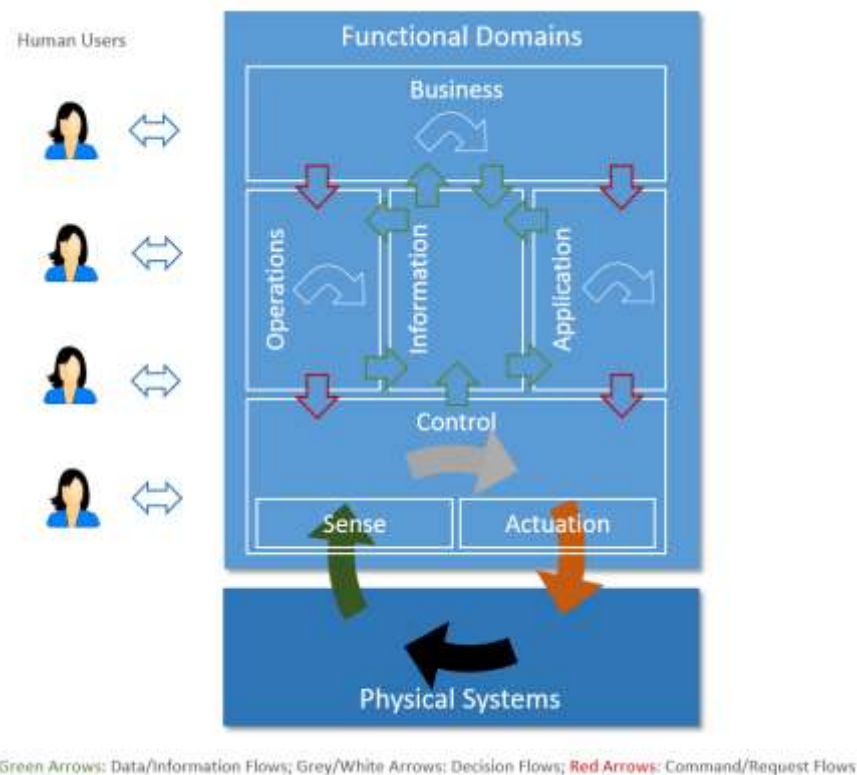 Human Users
Functional Domains
Business
Operations
Information
Application
Control
Sense
Actuation
Physical Systems
Green Arrows: Data/Information Flows; Grey/White Arrows: Decision Flows; Red Arrows: Command/Request Flows